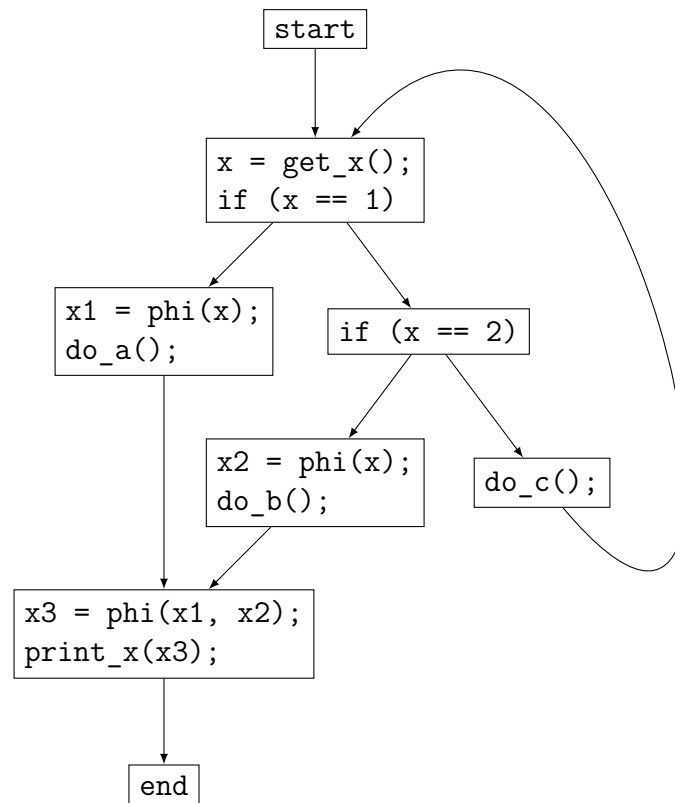 start
x = get_x();
if (x == 1)
x1 = phi(x);
do_a();
if (x == 2)
x2 = phi(x);
do_b();
do_c();
x3 = phi(x1, x2);
print_x(x3);
end